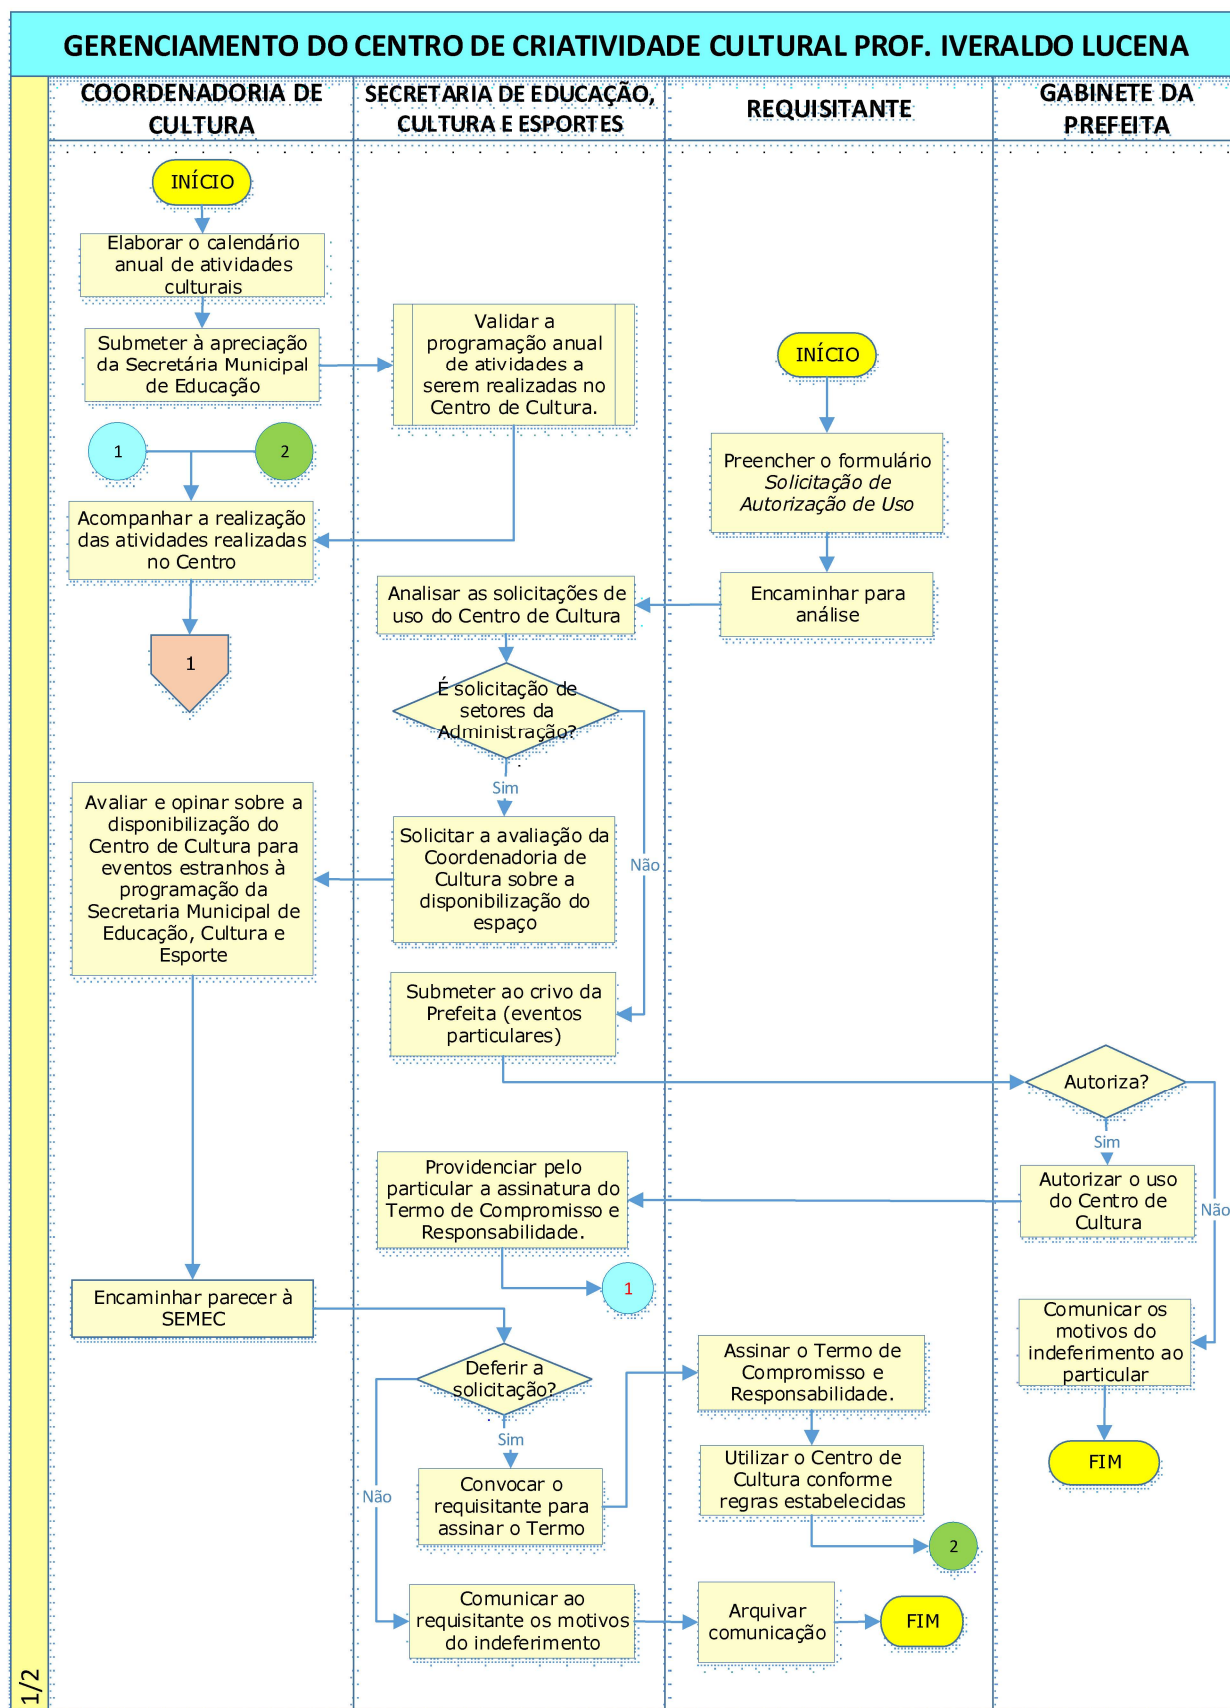 GERENCIAMENTO DO CENTRO DE CRIATIVIDADE CULTURAL PROF. IVERALDO LUCENA
COORDENADORIA DE
CULTURA
SECRETARIA DE EDUCAÇÃO,
CULTURA E ESPORTES
REQUISITANTE
GABINETE DA
PREFEITA
INÍCIO
Elaborar o calendário
anual de atividades
culturais
Submeter à apreciação
da Secretária Municipal
de Educação
Validar a
programação anual
de atividades a
serem realizadas no
Centro de Cultura.
INÍCIO
1
2
Preencher o formulário
Solicitação de
Autorização de Uso
Acompanhar a realização
das atividades realizadas
no Centro
Analisar as solicitações de
uso do Centro de Cultura
Encaminhar para
análise
1
É solicitação de
setores da
Administração?
Sim
Não
Avaliar e opinar sobre a
disponibilização do
Centro de Cultura para
eventos estranhos à
programação da
Secretaria Municipal de
Educação, Cultura e
Esporte
Solicitar a avaliação da
Coordenadoria de
Cultura sobre a
disponibilização do
espaço
Submeter ao crivo da
Prefeita (eventos
particulares)
Autoriza?
Sim
Não
Providenciar pelo
particular a assinatura do
Termo de Compromisso e
Responsabilidade.
Autorizar o uso
do Centro de
Cultura
1
Encaminhar parecer à
SEMEC
Comunicar os
motivos do
indeferimento ao
particular
Deferir a
solicitação?
Assinar o Termo de
Compromisso e
Responsabilidade.
Sim
Não
FIM
Convocar o
requisitante para
assinar o Termo
Utilizar o Centro de
Cultura conforme
regras estabelecidas
2
Comunicar ao
requisitante os motivos
do indeferimento
Arquivar
comunicação
FIM
1/2